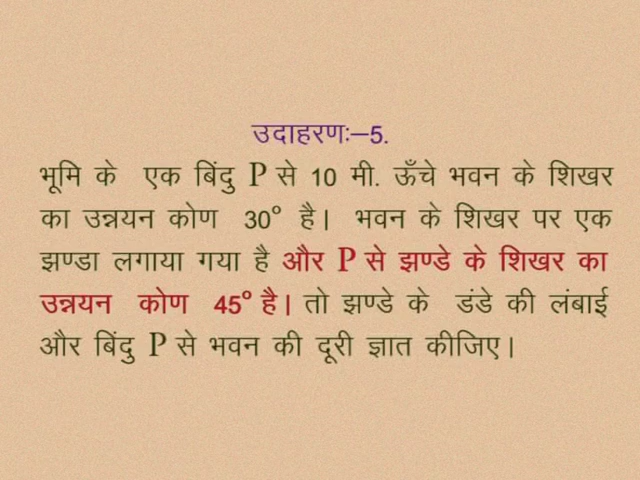 उदाहरणः–5.
भूमि के एक बिंदु P से 10 मी. ऊँचे भवन के शिखर
का उन्नयन कोण 30° है। भवन के शिखर पर एक
झण्डा लगाया गया है और P से झण्डे के शिखर का
उन्नयन कोण 45° है। तो झण्डे के डंडे की लंबाई
और बिंदु P से भवन की दूरी ज्ञात कीजिए।